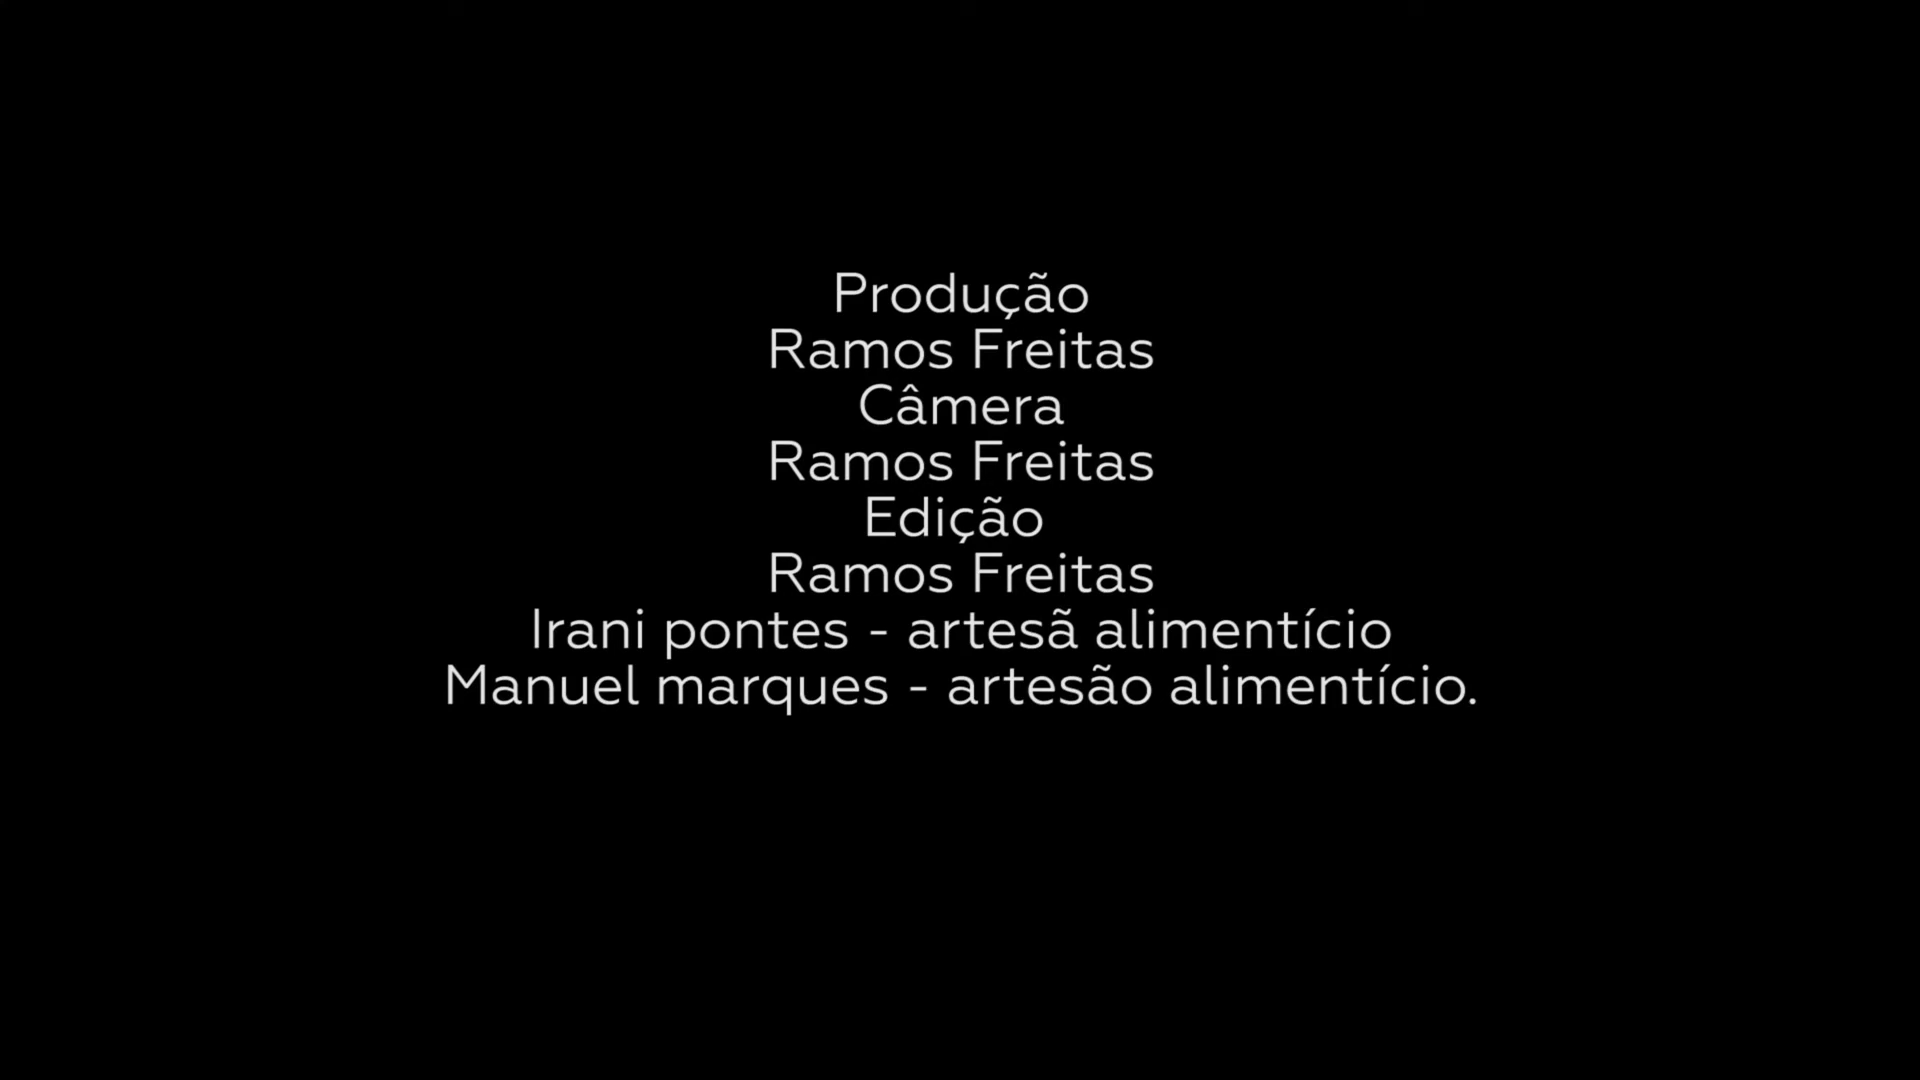 Produção
Ramos Freitas
Câmera
Ramos Freitas
Edição
Ramos Freitas
Irani pontes - artesã alimentício
Manuel marques - artesão alimentício.